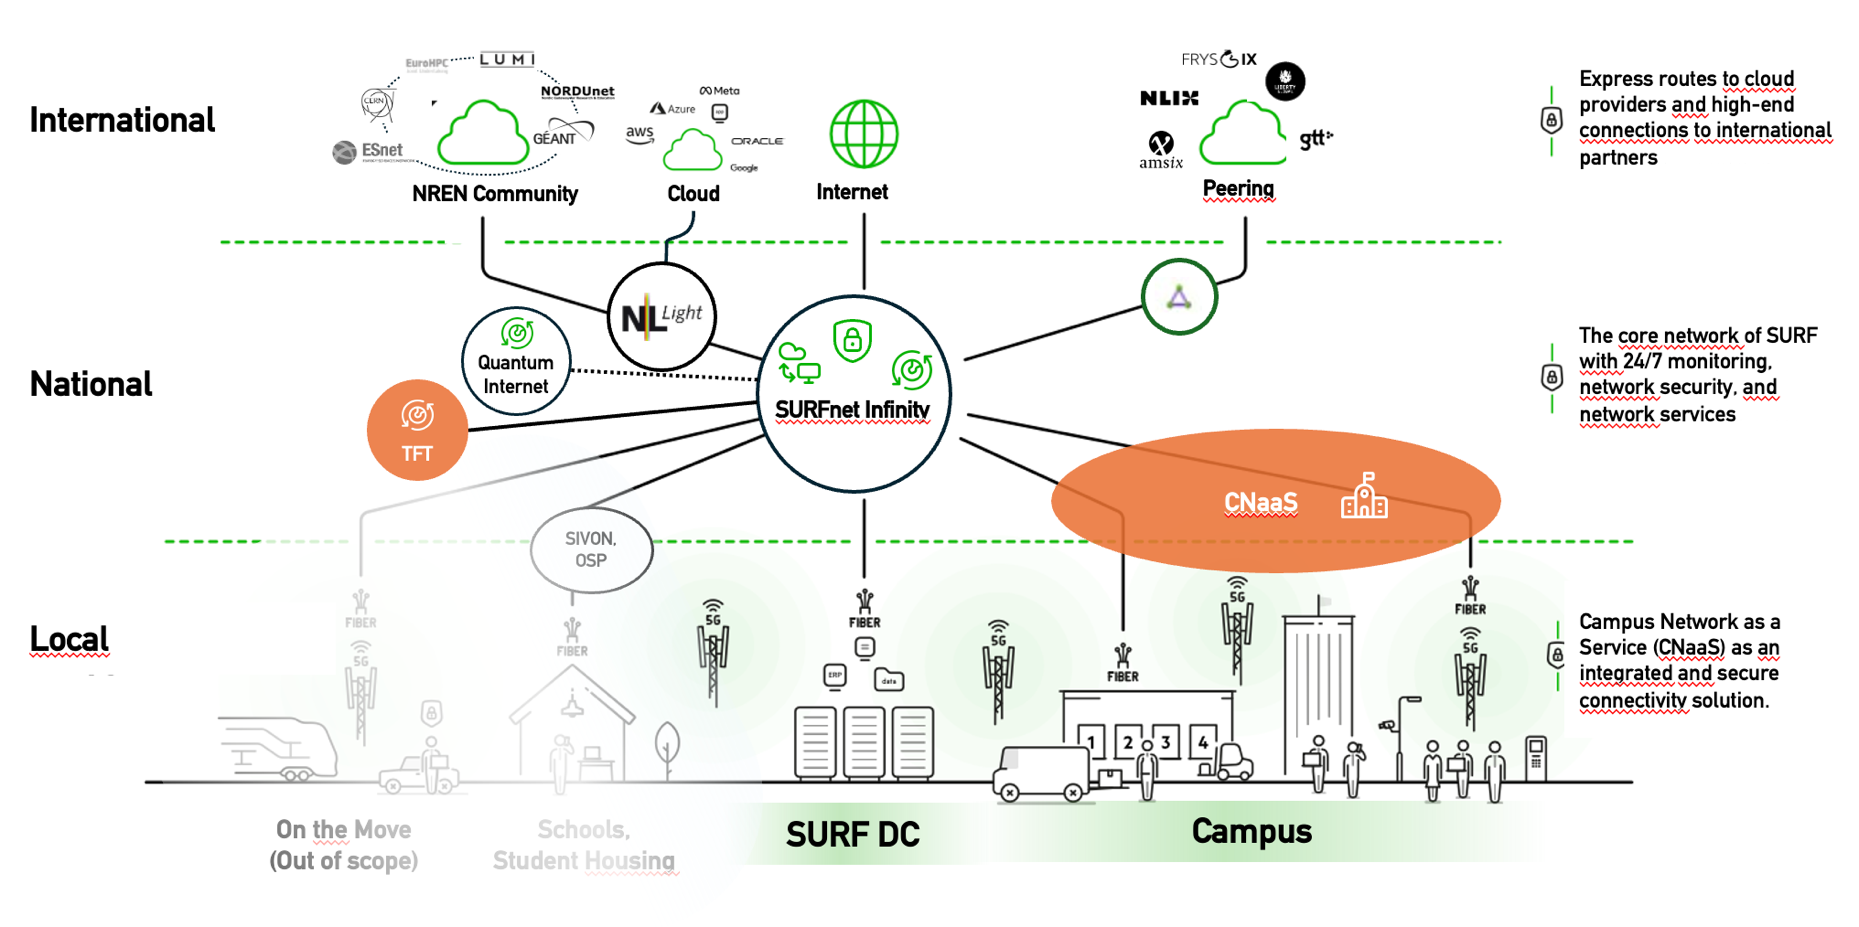 International
EuroHPC
LUMI
CERN
NORDUnet
GÉANT
ESnet
NREN Community
Meta
Azure
aws
ORACLE
Google
Cloud
Internet
FRYS IX
LIBERTY
NLIX
gtt
amsix
Peering
Express routes to cloud
providers and high-end
connections to international
partners
National
NL Light
Quantum
Internet
TFT
SURFnet Infinity
CNaaS
The core network of SURF
with 24/7 monitoring,
network security, and
network services
SIVON,
OSP
Local
FIBER
5G
FIBER
5G
FIBER
ERP
data
5G
FIBER
1 2 3 4
5G
FIBER
5G
Campus Network as a
Service (CNaaS) as an
integrated and secure
connectivity solution.
On the Move
(Out of scope)
Schools,
Student Housing
SURF DC
Campus